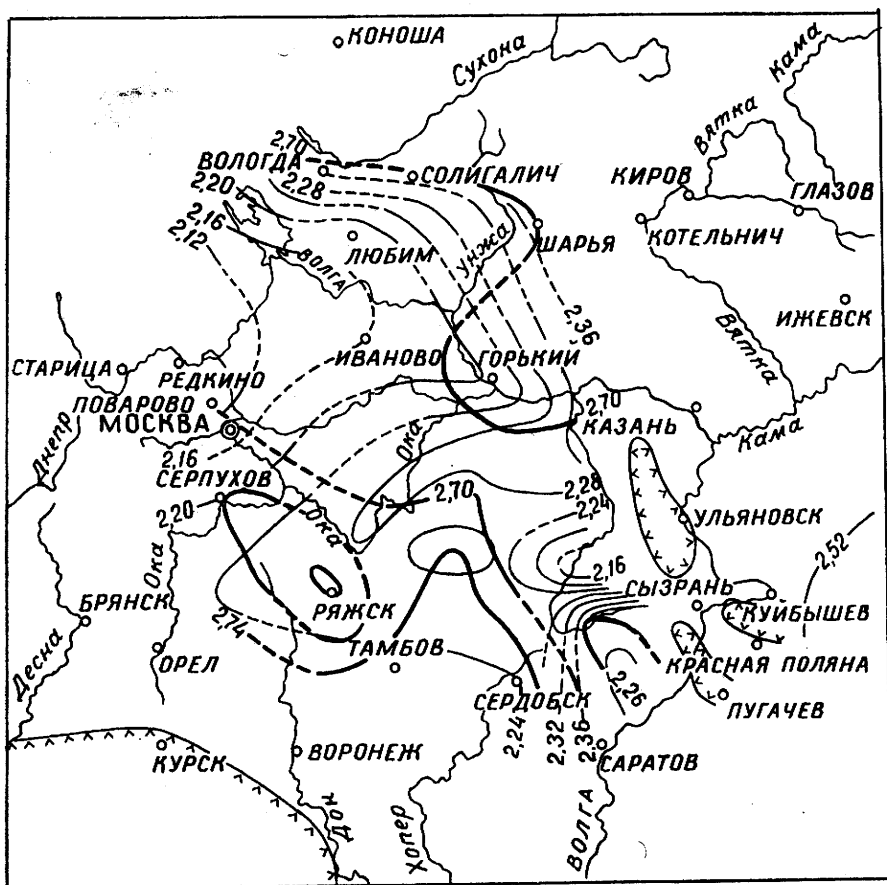 КОНОША
Сухона
Кама
Вятка
2,70
ВОЛОГДА
СОЛИГАЛИЧ
КИРОВ
ГЛАЗОВ
2,20
2,28
2,16
2,12
ЛЮБИМ
Унжа
ШАРЬЯ
КОТЕЛЬНИЧ
ВОЛГА
2,36
ИЖЕВСК
Вятка
СТАРИЦА
РЕДКИНО
ИВАНОВО
ГОРЬКИЙ
ПОВАРОВО
МОСКВА
2,70
КАЗАНЬ
Кама
Днепр
Ока
2,16
СЕРПУХОВ
2,20
Ока
2,70
2,28
2,24
УЛЬЯНОВСК
2,52
Ока
2,16
СЫЗРАНЬ
БРЯНСК
РЯЖСК
КУЙБЫШЕВ
2,74
Десна
ОРЕЛ
ТАМБОВ
КРАСНАЯ ПОЛЯНА
СЕРДОБСК
2,26
ПУГАЧЕВ
2,24
2,32
2,36
КУРСК
ВОРОНЕЖ
САРАТОВ
Дон
Хопер
ВОЛГА